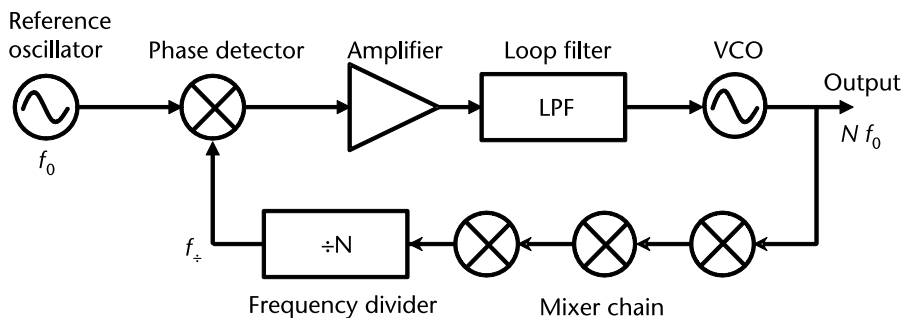 Reference
oscillator
Phase detector
Amplifier
Loop filter
VCO
LPF
Output
N f0
f0
f÷
÷N
Frequency divider
Mixer chain